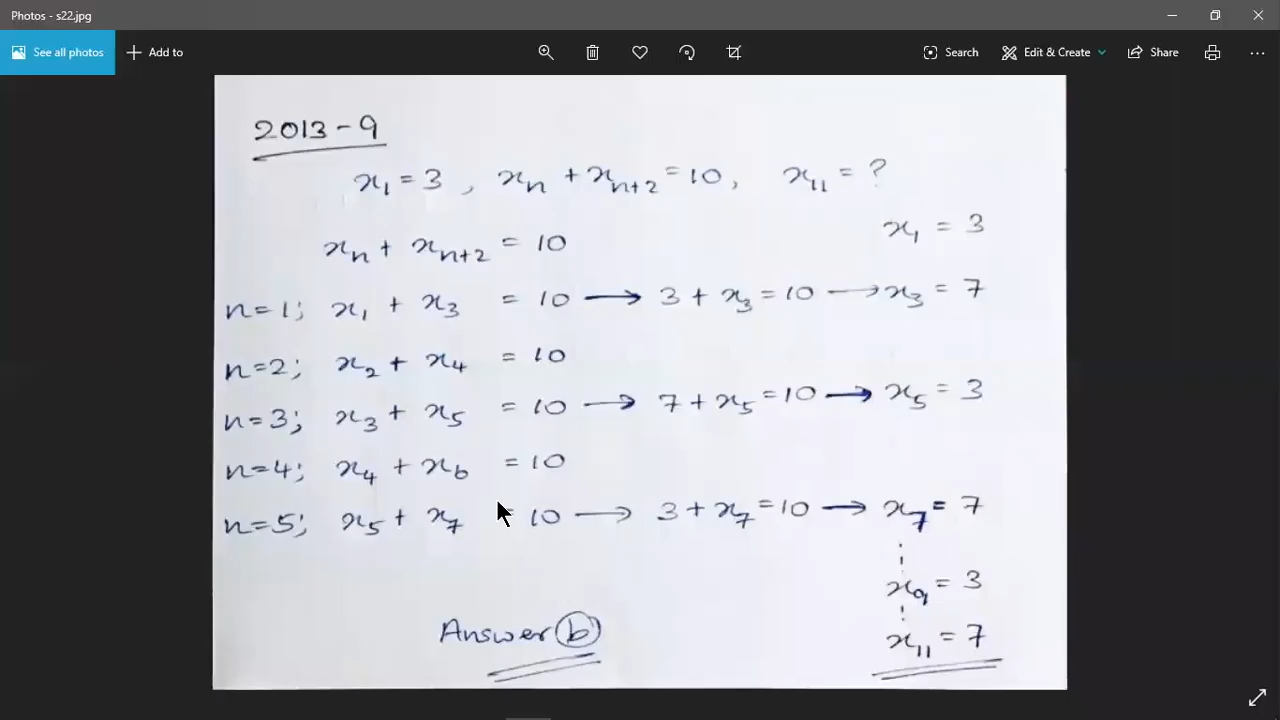 Photos - s22.jpg
See all photos
Add to
Search
Edit & Create
Share
2013-9
x₁ = 3 , xₙ + xₙ₊₂ = 10, x₁₁ = ?
x₁ = 3
xₙ + xₙ₊₂ = 10
n=1; x₁ + x₃ = 10 → 3 + x₃ = 10 → x₃ = 7
n=2; x₂ + x₄ = 10
n=3; x₃ + x₅ = 10 → 7 + x₅ = 10 → x₅ = 3
n=4; x₄ + x₆ = 10
n=5; x₅ + x₇ = 10 → 3 + x₇ = 10 → x₇ = 7
x₉ = 3
Answer (b)
x₁₁ = 7